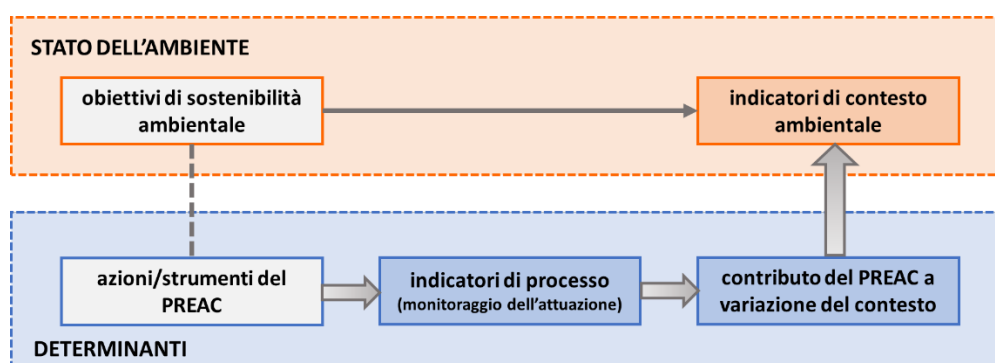 STATO DELL'AMBIENTE
obiettivi di sostenibilità
ambientale
indicatori di contesto
ambientale
azioni/strumenti del
PREAC
indicatori di processo
(monitoraggio dell'attuazione)
contributo del PREAC a
variazione del contesto
DETERMINANTI